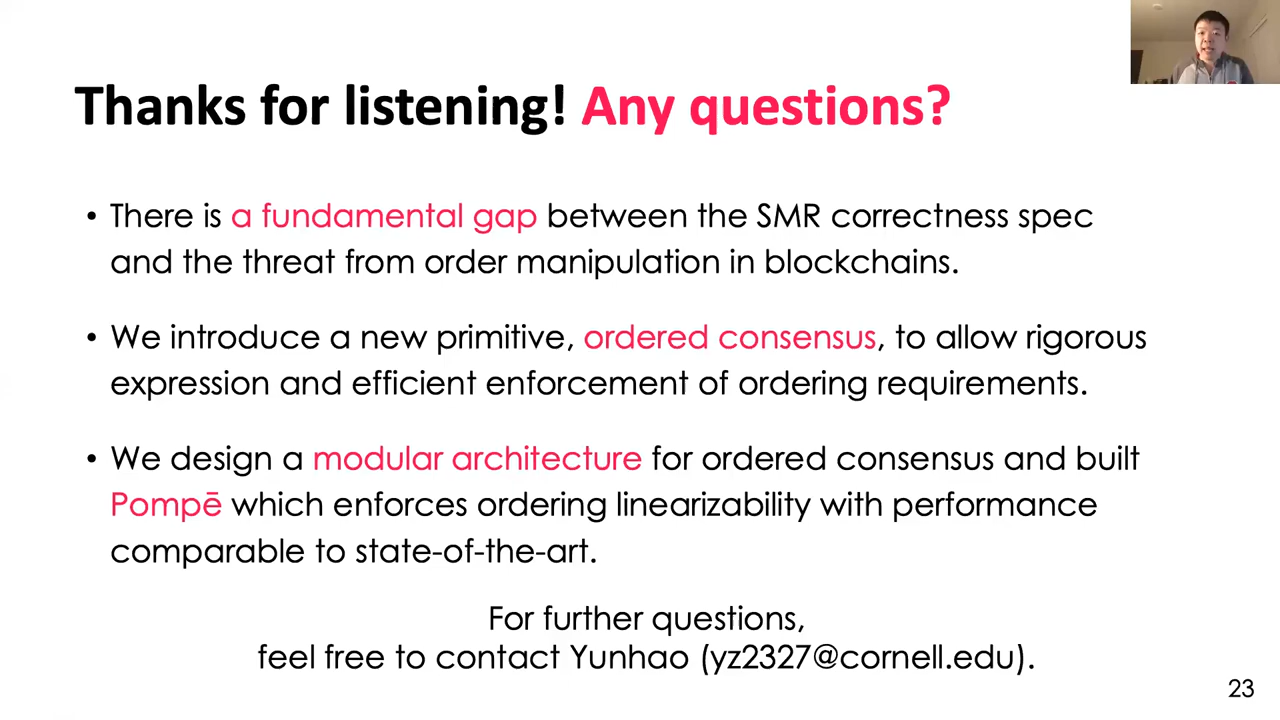 Thanks for listening! Any questions?
• There is a fundamental gap between the SMR correctness spec
and the threat from order manipulation in blockchains.
• We introduce a new primitive, ordered consensus, to allow rigorous
expression and efficient enforcement of ordering requirements.
• We design a modular architecture for ordered consensus and built
Pompē which enforces ordering linearizability with performance
comparable to state-of-the-art.
For further questions,
feel free to contact Yunhao (yz2327@cornell.edu).
23